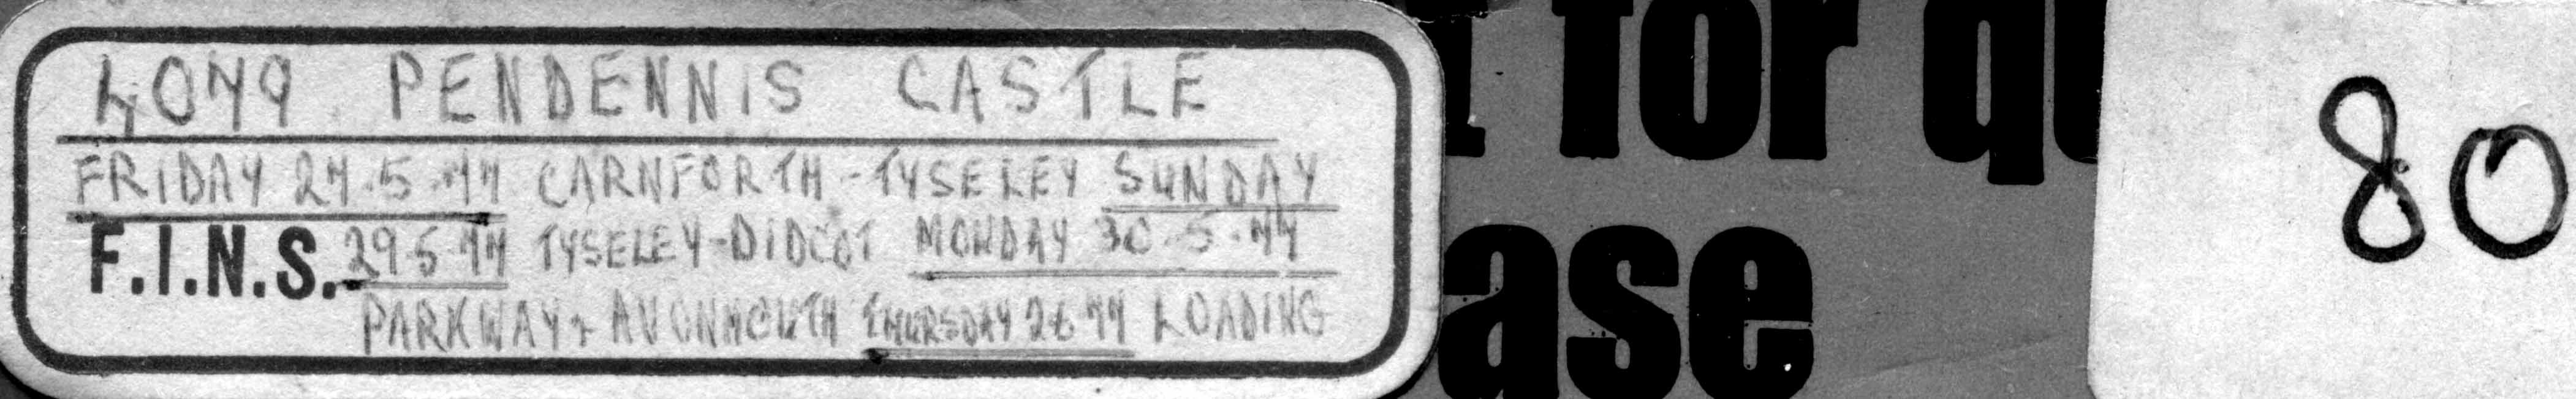 4079 PENDENNIS CASTLE
FRIDAY 27.5.77 CARNFORTH-TYSELEY SUNDAY
F.I.N.S. 29.5.77 TYSELEY-DIDCOT MONDAY 30.5.77
PARKWAY+ AVONMOUTH THURSDAY 2.6.77 LOADING
for
ase
80